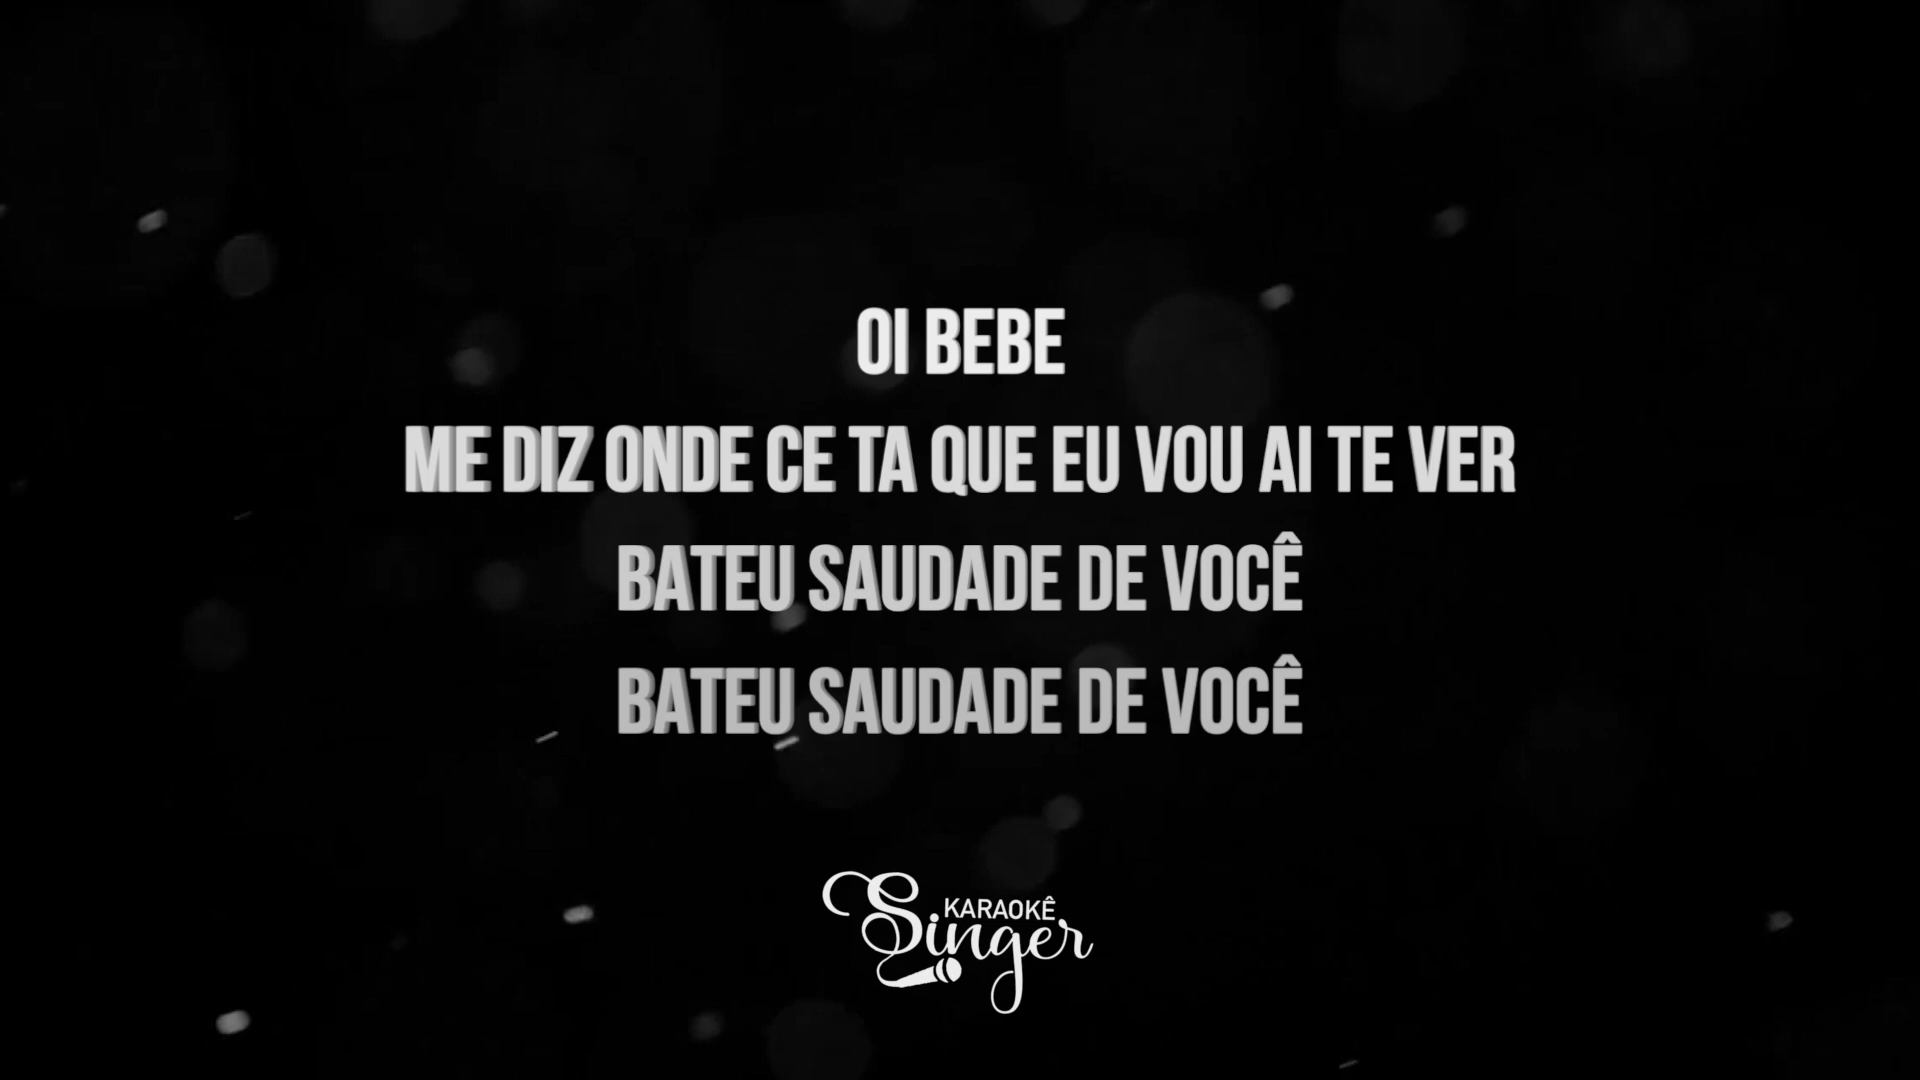 OI BEBE
ME DIZ ONDE CE TA QUE EU VOU AI TE VER
BATEU SAUDADE DE VOCÊ
BATEU SAUDADE DE VOCÊ
KARAOKÊ
Singer